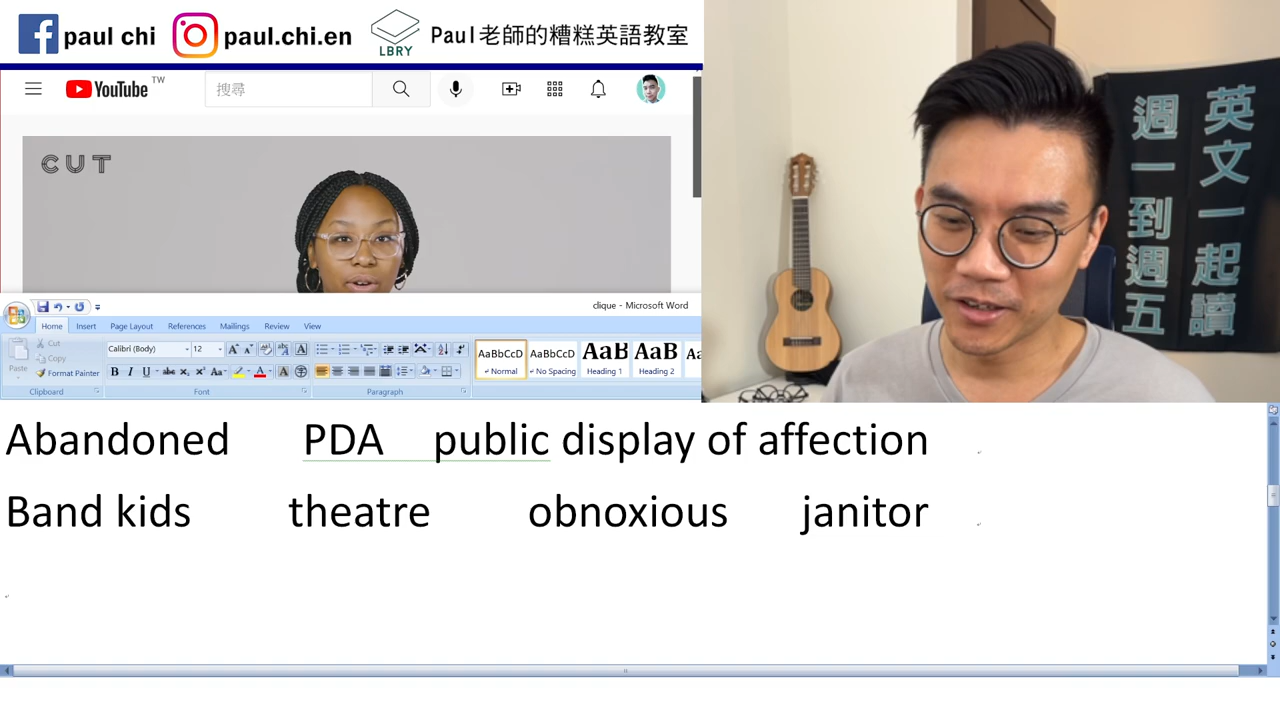 paul chi paul.chi.en LBRY Paul老師的糟糕英語教室
YouTube TW 搜尋
CUT
clique - Microsoft Word
Home Insert Page Layout References Mailings Review View
Paste Cut Copy Format Painter
Clipboard
Calibri (Body) 12
Font
Paragraph
AaBbCcD AaBbCcD AaBb AaB Aa
Normal No Spacing Heading 1 Heading 2
英文一起讀
週一到週五
Abandoned PDA public display of affection
Band kids theatre obnoxious janitor